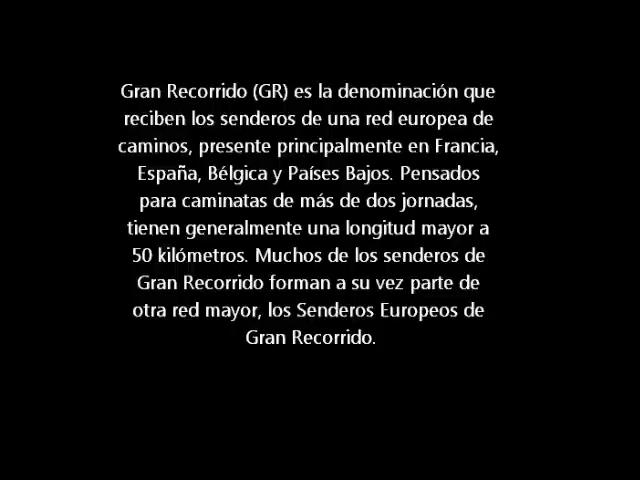 Gran Recorrido (GR) es la denominación que
reciben los senderos de una red europea de
caminos, presente principalmente en Francia,
España, Bélgica y Países Bajos. Pensados
para caminatas de más de dos jornadas,
tienen generalmente una longitud mayor a
50 kilómetros. Muchos de los senderos de
Gran Recorrido forman a su vez parte de
otra red mayor, los Senderos Europeos de
Gran Recorrido.